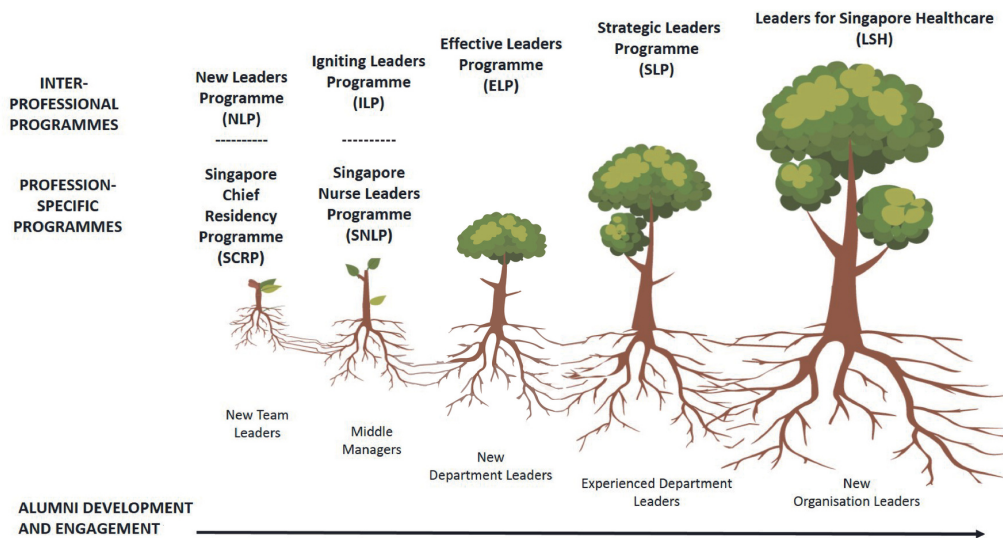 INTER-
PROFESSIONAL
PROGRAMMES
New Leaders
Programme
(NLP)
----------
Igniting Leaders
Programme
(ILP)
----------
Effective Leaders
Programme
(ELP)
Strategic Leaders
Programme
(SLP)
Leaders for Singapore Healthcare
(LSH)
PROFESSION-
SPECIFIC
PROGRAMMES
Singapore
Chief
Residency
Programme
(SCRP)
Singapore
Nurse Leaders
Programme
(SNLP)
New Team
Leaders
Middle
Managers
New
Department Leaders
Experienced Department
Leaders
New
Organisation Leaders
ALUMNI DEVELOPMENT
AND ENGAGEMENT